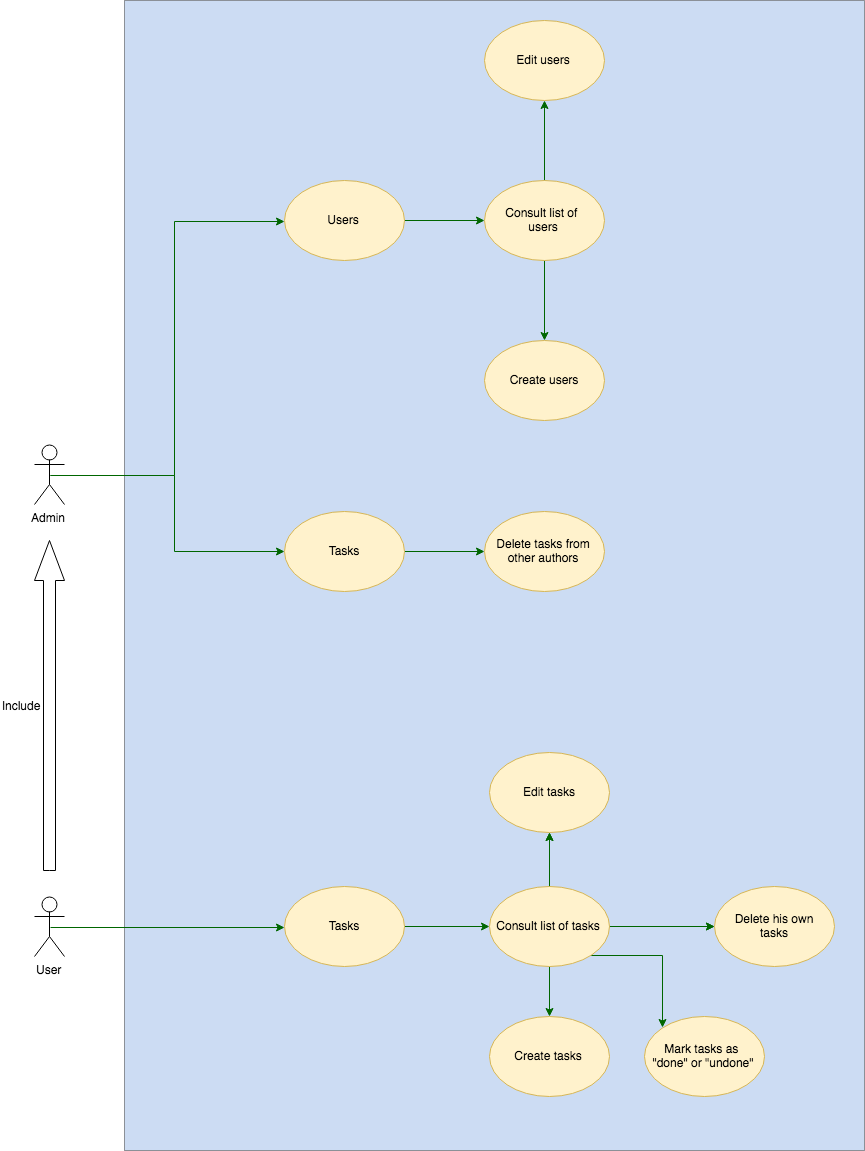 Edit users
Users
Consult list of
users
Create users
Admin
Tasks
Delete tasks from
other authors
Include
Edit tasks
User
Tasks
Consult list of tasks
Delete his own
tasks
Create tasks
Mark tasks as
"done" or "undone"